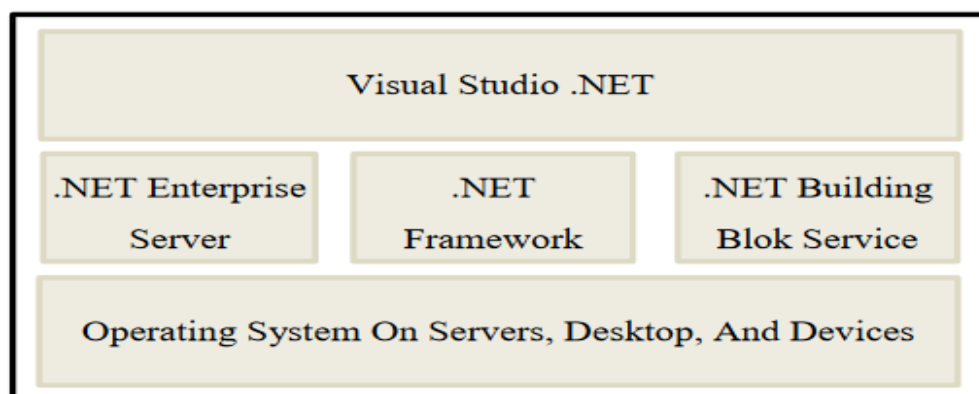 Visual Studio .NET
.NET Enterprise
Server
.NET
Framework
.NET Building
Blok Service
Operating System On Servers, Desktop, And Devices